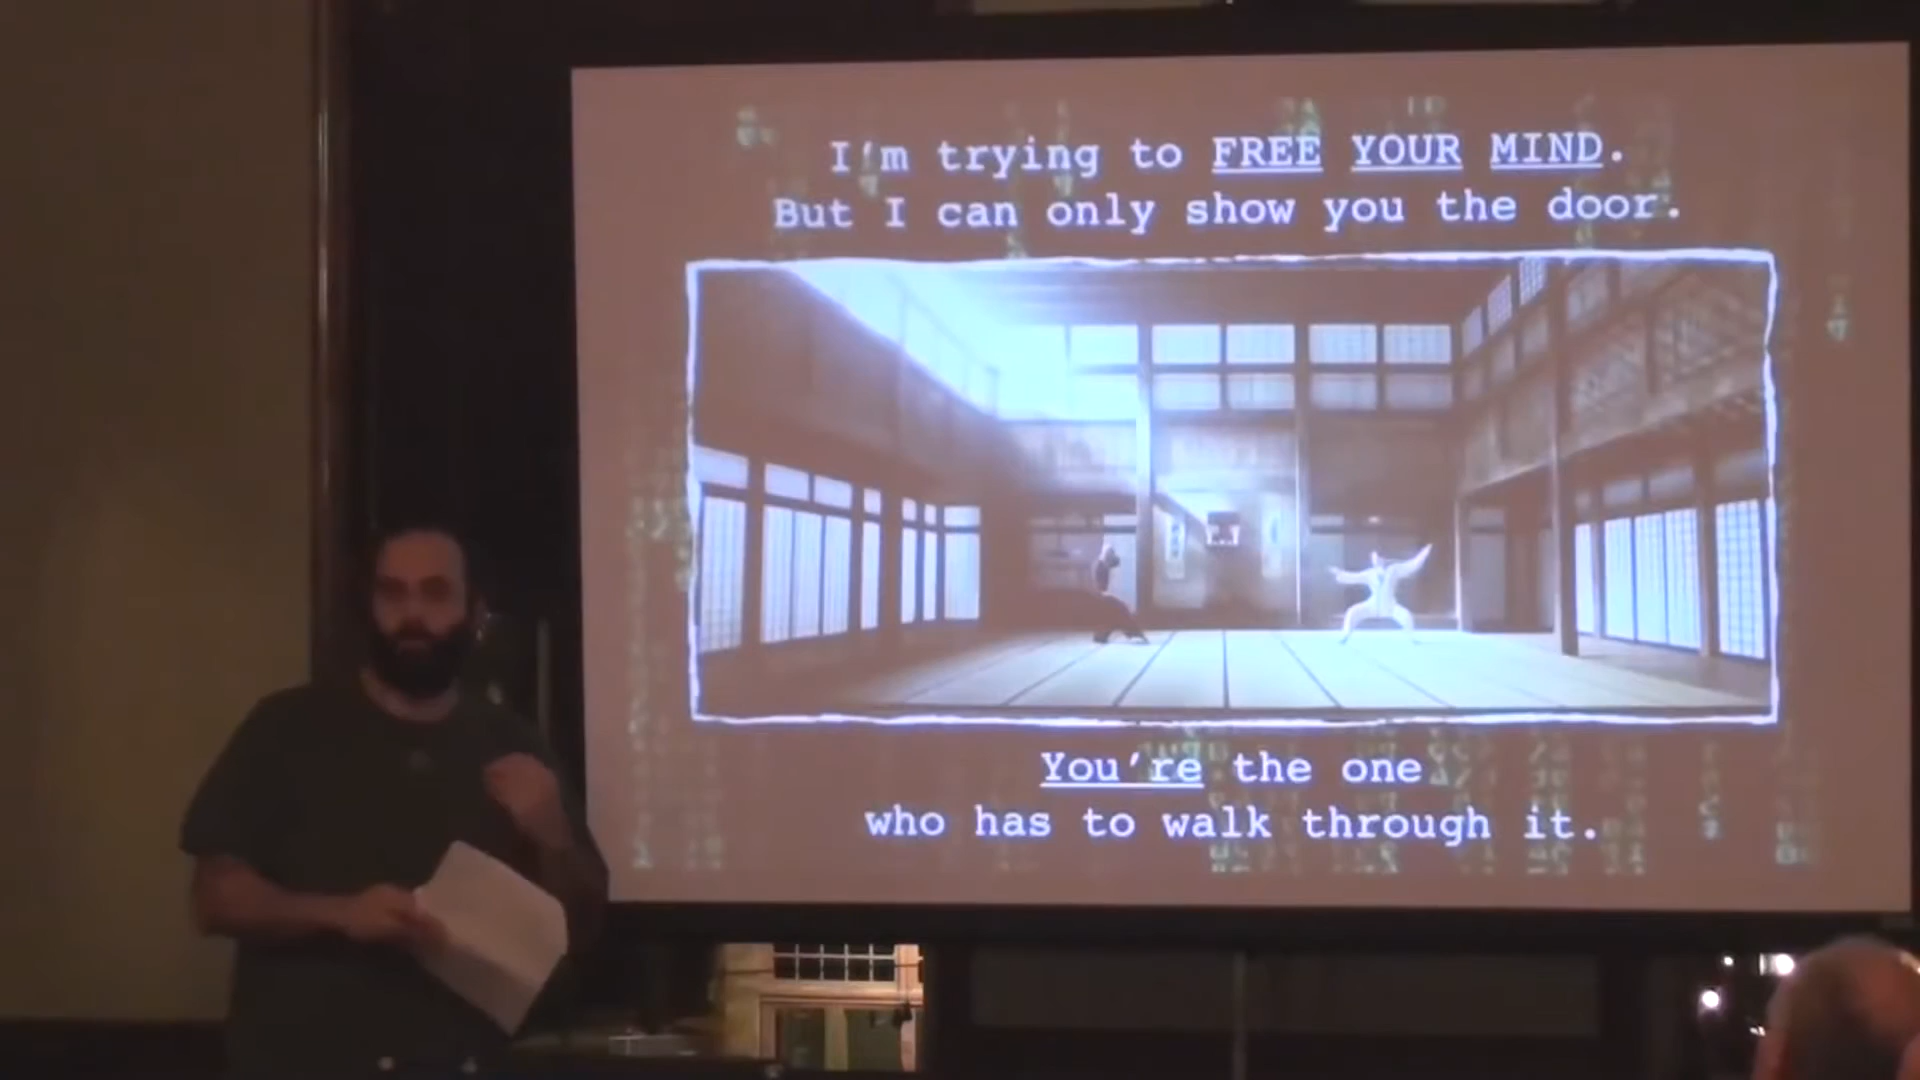 I'm trying to FREE YOUR MIND.
But I can only show you the door.
You're the one
who has to walk through it.